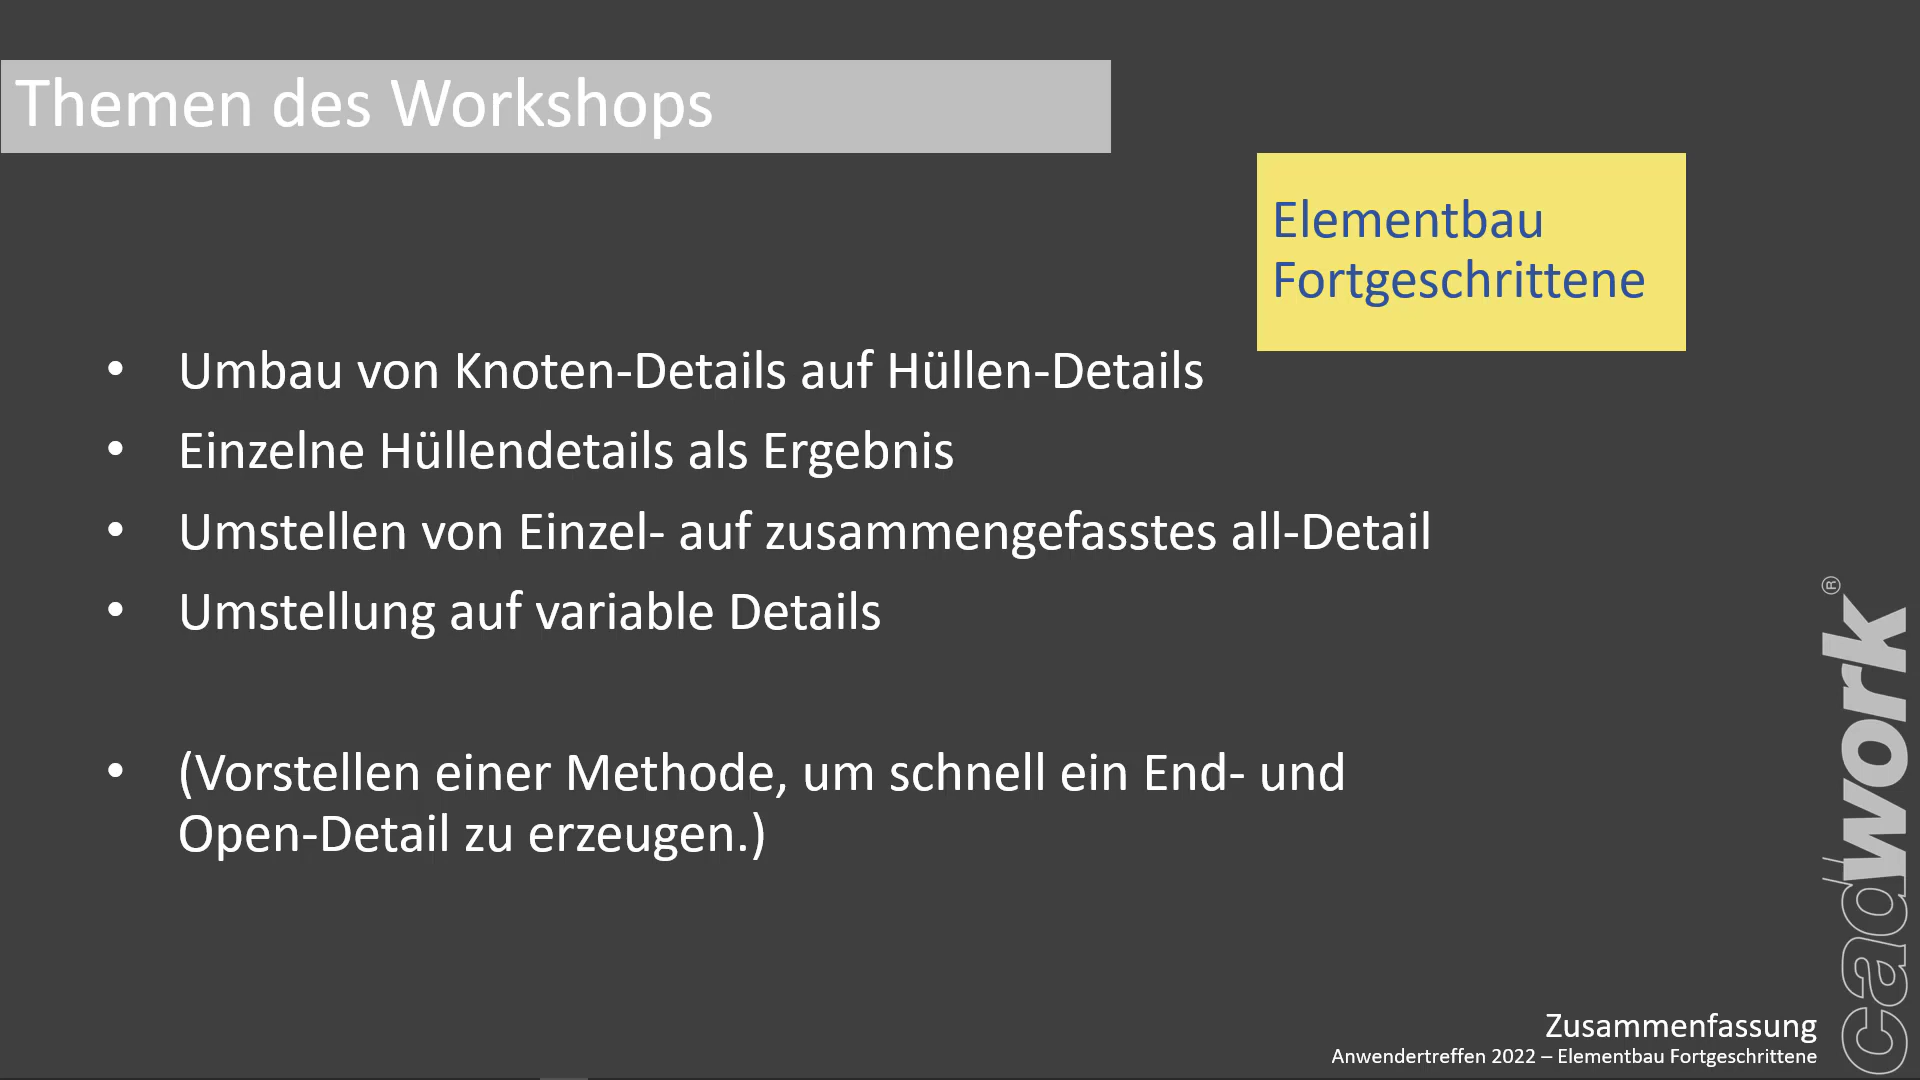 Themen des Workshops
Elementbau
Fortgeschrittene
• Umbau von Knoten-Details auf Hüllen-Details
• Einzelne Hüllendetails als Ergebnis
• Umstellen von Einzel- auf zusammengefasstes all-Detail
• Umstellung auf variable Details
• (Vorstellen einer Methode, um schnell ein End- und
Open-Detail zu erzeugen.)
cadwork®
Zusammenfassung
Anwendertreffen 2022 – Elementbau Fortgeschrittene